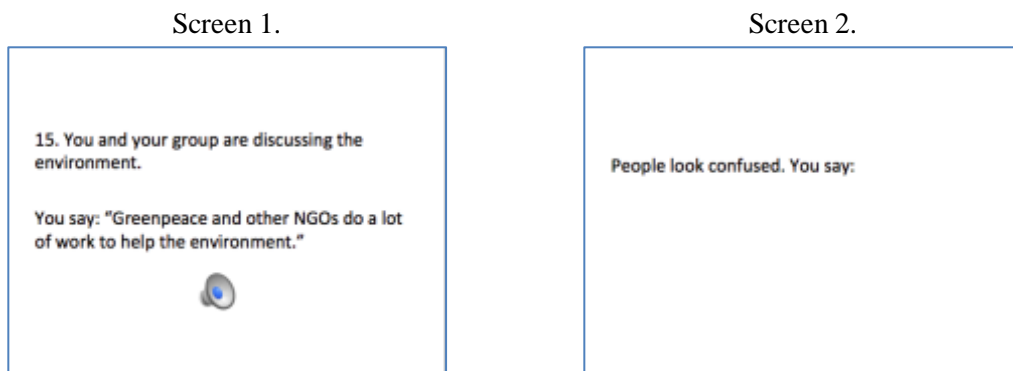 Screen 1.
Screen 2.
15. You and your group are discussing the
environment.
You say: “Greenpeace and other NGOs do a lot
of work to help the environment.”
People look confused. You say: